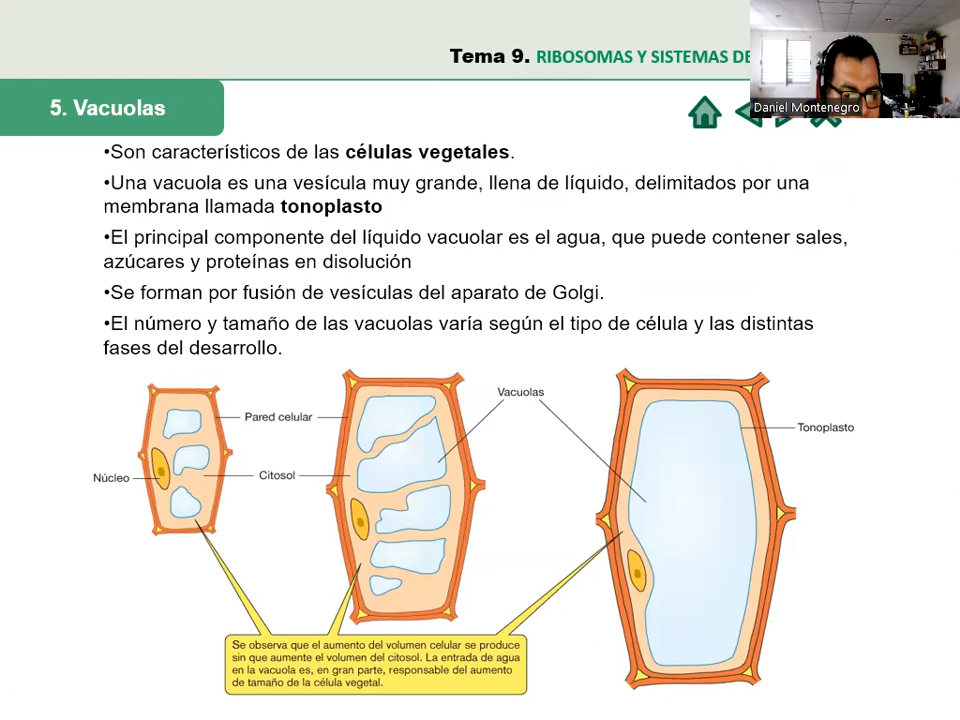 Tema 9. RIBOSOMAS Y SISTEMAS DE
Daniel Montenegro
5. Vacuolas
•Son característicos de las células vegetales.
•Una vacuola es una vesícula muy grande, llena de líquido, delimitados por una
membrana llamada tonoplasto
•El principal componente del líquido vacuolar es el agua, que puede contener sales,
azúcares y proteínas en disolución
•Se forman por fusión de vesículas del aparato de Golgi.
•El número y tamaño de las vacuolas varía según el tipo de célula y las distintas
fases del desarrollo.
Vacuolas
Pared celular
Tonoplasto
Núcleo
Citosol
Se observa que el aumento del volumen celular se produce
sin que aumente el volumen del citosol. La entrada de agua
en la vacuola es, en gran parte, responsable del aumento
de tamaño de la célula vegetal.